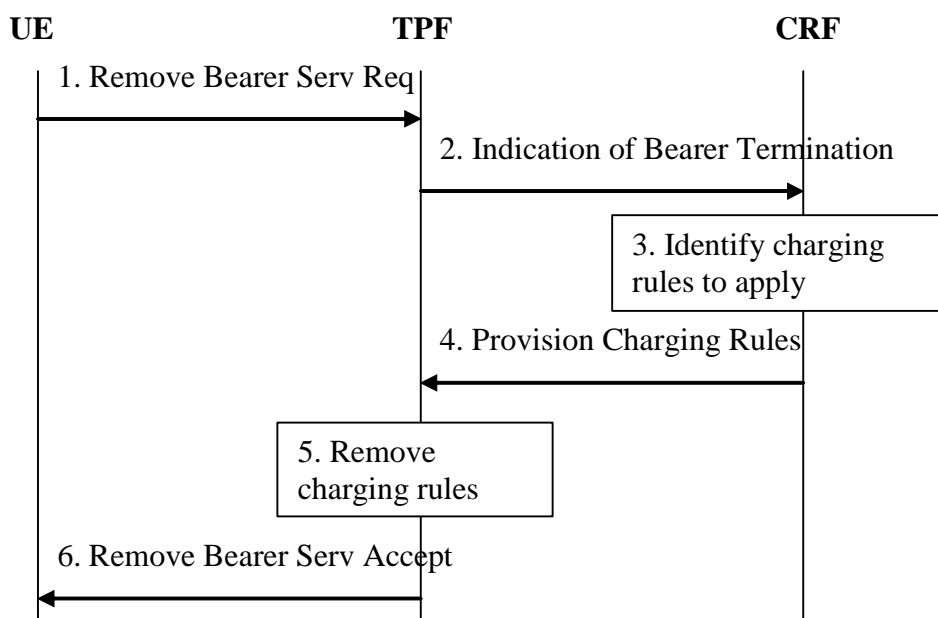 UE TPF CRF
1. Remove Bearer Serv Req
2. Indication of Bearer Termination
3. Identify charging
rules to apply
4. Provision Charging Rules
5. Remove
charging rules
6. Remove Bearer Serv Accept